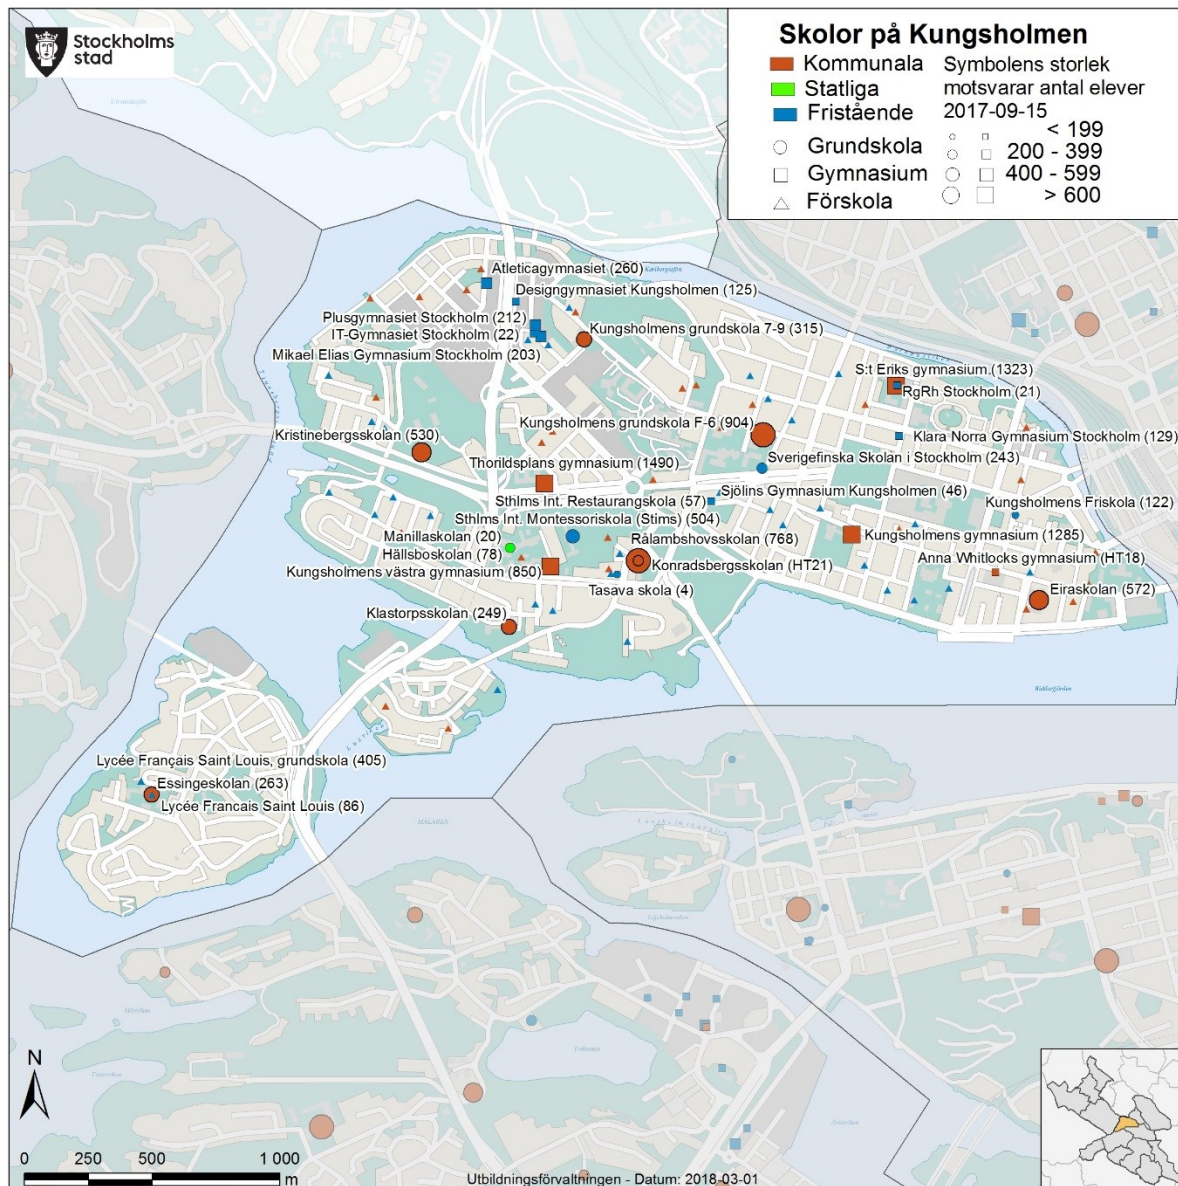 Stockholms
stad
Skolor på Kungsholmen
Kommunala
Statliga
Fristående
Grundskola
Gymnasium
Förskola
Symbolens storlek
motsvarar antal elever
2017-09-15
< 199
200 - 399
400 - 599
> 600
Atleticagymnasiet (260)
Designgymnasiet Kungsholmen (125)
Plusgymnasiet Stockholm (212)
IT-Gymnasiet Stockholm (22)
Kungsholmens grundskola 7-9 (315)
Mikael Elias Gymnasium Stockholm (203)
S:t Eriks gymnasium (1323)
RgRh Stockholm (21)
Kungsholmens grundskola F-6 (904)
Kristinebergsskolan (530)
Klara Norra Gymnasium Stockholm (129)
Sverigefinska Skolan i Stockholm (243)
Thorildsplans gymnasium (1490)
Sjölins Gymnasium Kungsholmen (46)
Sthlms Int. Restaurangskola (57)
Kungsholmens Friskola (122)
Sthlms Int. Montessoriskola (Stims) (504)
Manillaskolan (20)
Rålambshovsskolan (768)
Kungsholmens gymnasium (1285)
Hällsboskolan (78)
Anna Whitlocks gymnasium (HT18)
Kungsholmens västra gymnasium (850)
Konradsbergsskolan (HT21)
Tasava skola (4)
Eiraskolan (572)
Klastorpsskolan (249)
Lycée Français Saint Louis, grundskola (405)
Essingeskolan (263)
Lycée Francais Saint Louis (86)
N
0 250 500 1 000
m
Utbildningsförvaltningen - Datum: 2018-03-01